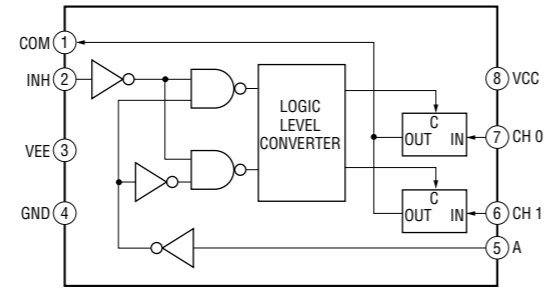 COM 1
INH 2
VEE 3
GND 4
LOGIC
LEVEL
CONVERTER
C
OUT IN
C
OUT IN
8 VCC
7 CH 0
6 CH 1
5 A